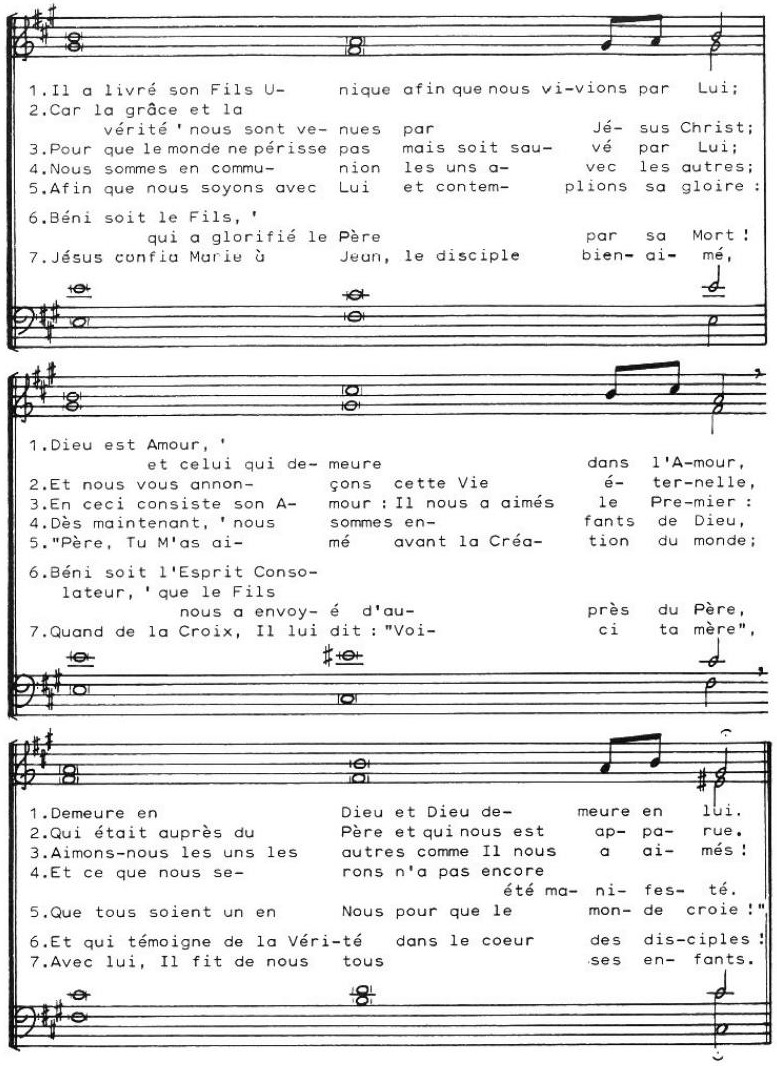 1.Il a livré son Fils U- nique afin que nous vi-vions par Lui;
2.Car la grâce et la
vérité ' nous sont ve- nues par Jé- sus Christ;
3.Pour que le monde ne périsse pas mais soit sau- vé par Lui;
4.Nous sommes en commu- nion les uns a- vec les autres;
5.Afin que nous soyons avec Lui et contem- plions sa gloire :
6.Béni soit le Fils, '
qui a glorifié le Père par sa Mort !
7.Jésus confia Marie à Jean, le disciple bien- ai- mé,
1.Dieu est Amour, '
et celui qui de- meure dans l'A-mour,
2.Et nous vous annon- çons cette Vie é- ter-nelle,
3.En ceci consiste son A- mour : Il nous a aimés le Pre-mier :
4.Dès maintenant, ' nous sommes en- fants de Dieu,
5."Père, Tu M'as ai- mé avant la Créa- tion du monde;
6.Béni soit l'Esprit Conso-
lateur, ' que le Fils
nous a envoy- é d'au- près du Père,
7.Quand de la Croix, Il lui dit : "Voi- ci ta mère",
1.Demeure en Dieu et Dieu de- meure en lui.
2.Qui était auprès du Père et qui nous est ap- pa- rue.
3.Aimons-nous les uns les autres comme Il nous a ai- més !
4.Et ce que nous se- rons n'a pas encore
été ma- ni- fes- té.
5.Que tous soient un en Nous pour que le mon- de croie !"
6.Et qui témoigne de la Véri-té dans le coeur des dis-ciples !
7.Avec lui, Il fit de nous tous ses en- fants.